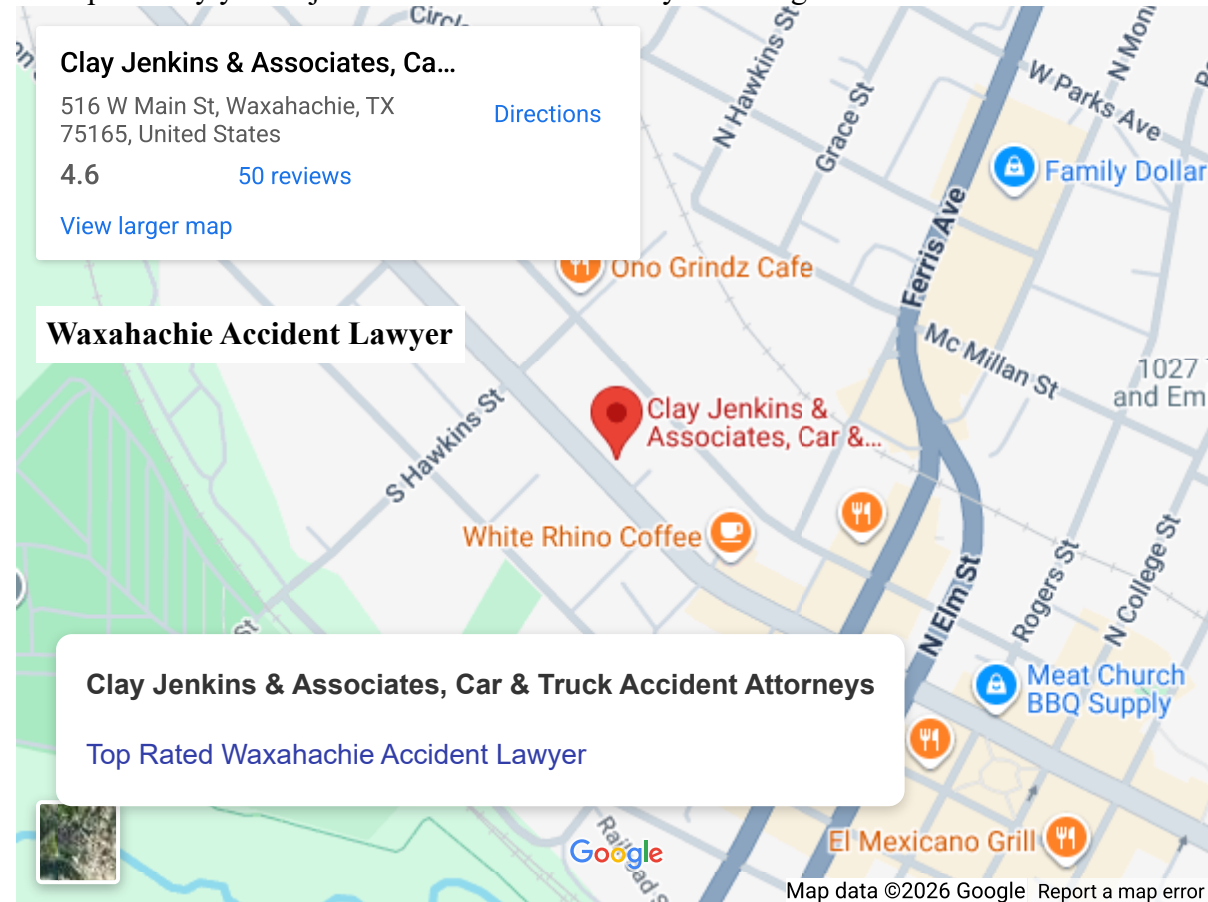 Circle
Clay Jenkins & Associates, Ca...
516 W Main St, Waxahachie, TX
75165, United States
Directions
4.6
50 reviews
View larger map
N Hawkins St
Grace St
W Parks Ave
Family Dollar
Ferris Ave
Ono Grindz Cafe
Waxahachie Accident Lawyer
Mc Millan St
1027
and Em
Clay Jenkins &
Associates, Car &...
S Hawkins St
White Rhino Coffee
N Elm St
Rogers St
N College St
St
Clay Jenkins & Associates, Car & Truck Accident Attorneys
Top Rated Waxahachie Accident Lawyer
Meat Church
BBQ Supply
El Mexicano Grill
Google
Map data ©2026 Google
Report a map error